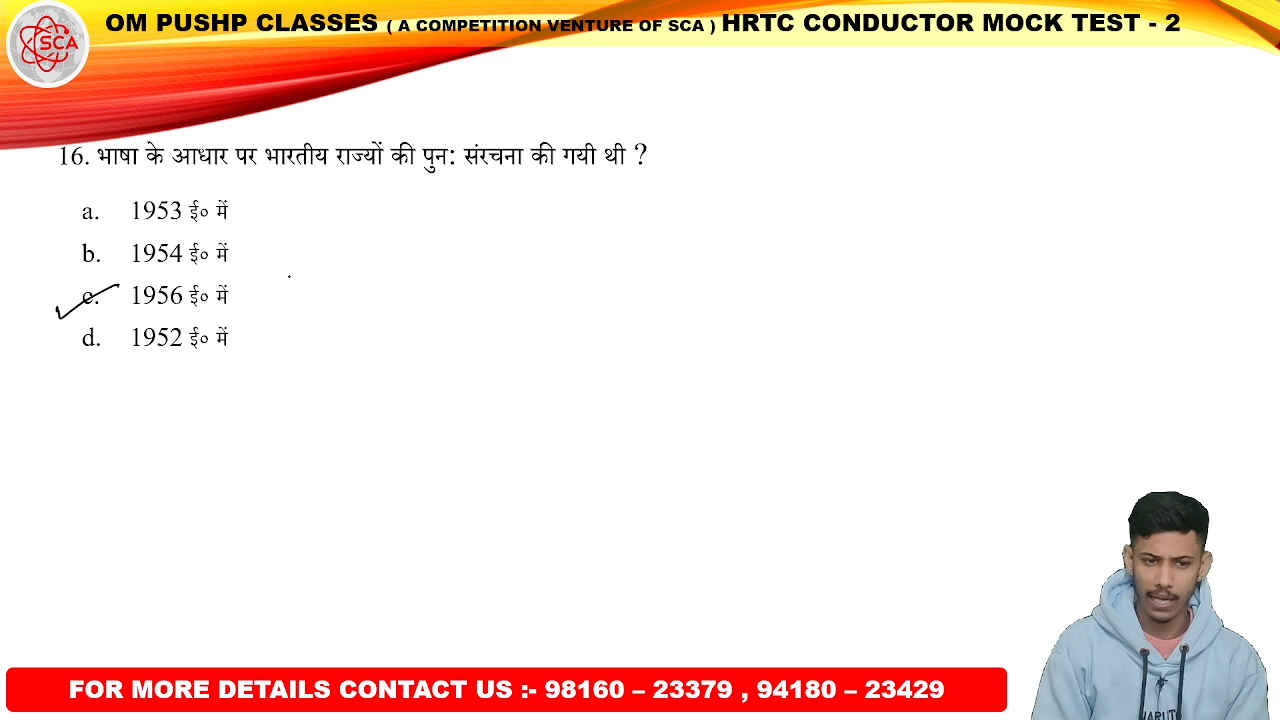 OM PUSHP CLASSES ( A COMPETITION VENTURE OF SCA ) HRTC CONDUCTOR MOCK TEST - 2
SCA
16. भाषा के आधार पर भारतीय राज्यों की पुन: संरचना की गयी थी ?
a. 1953 ई० में
b. 1954 ई० में
c. 1956 ई० में
d. 1952 ई० में
FOR MORE DETAILS CONTACT US :- 98160 – 23379 , 94180 – 23429